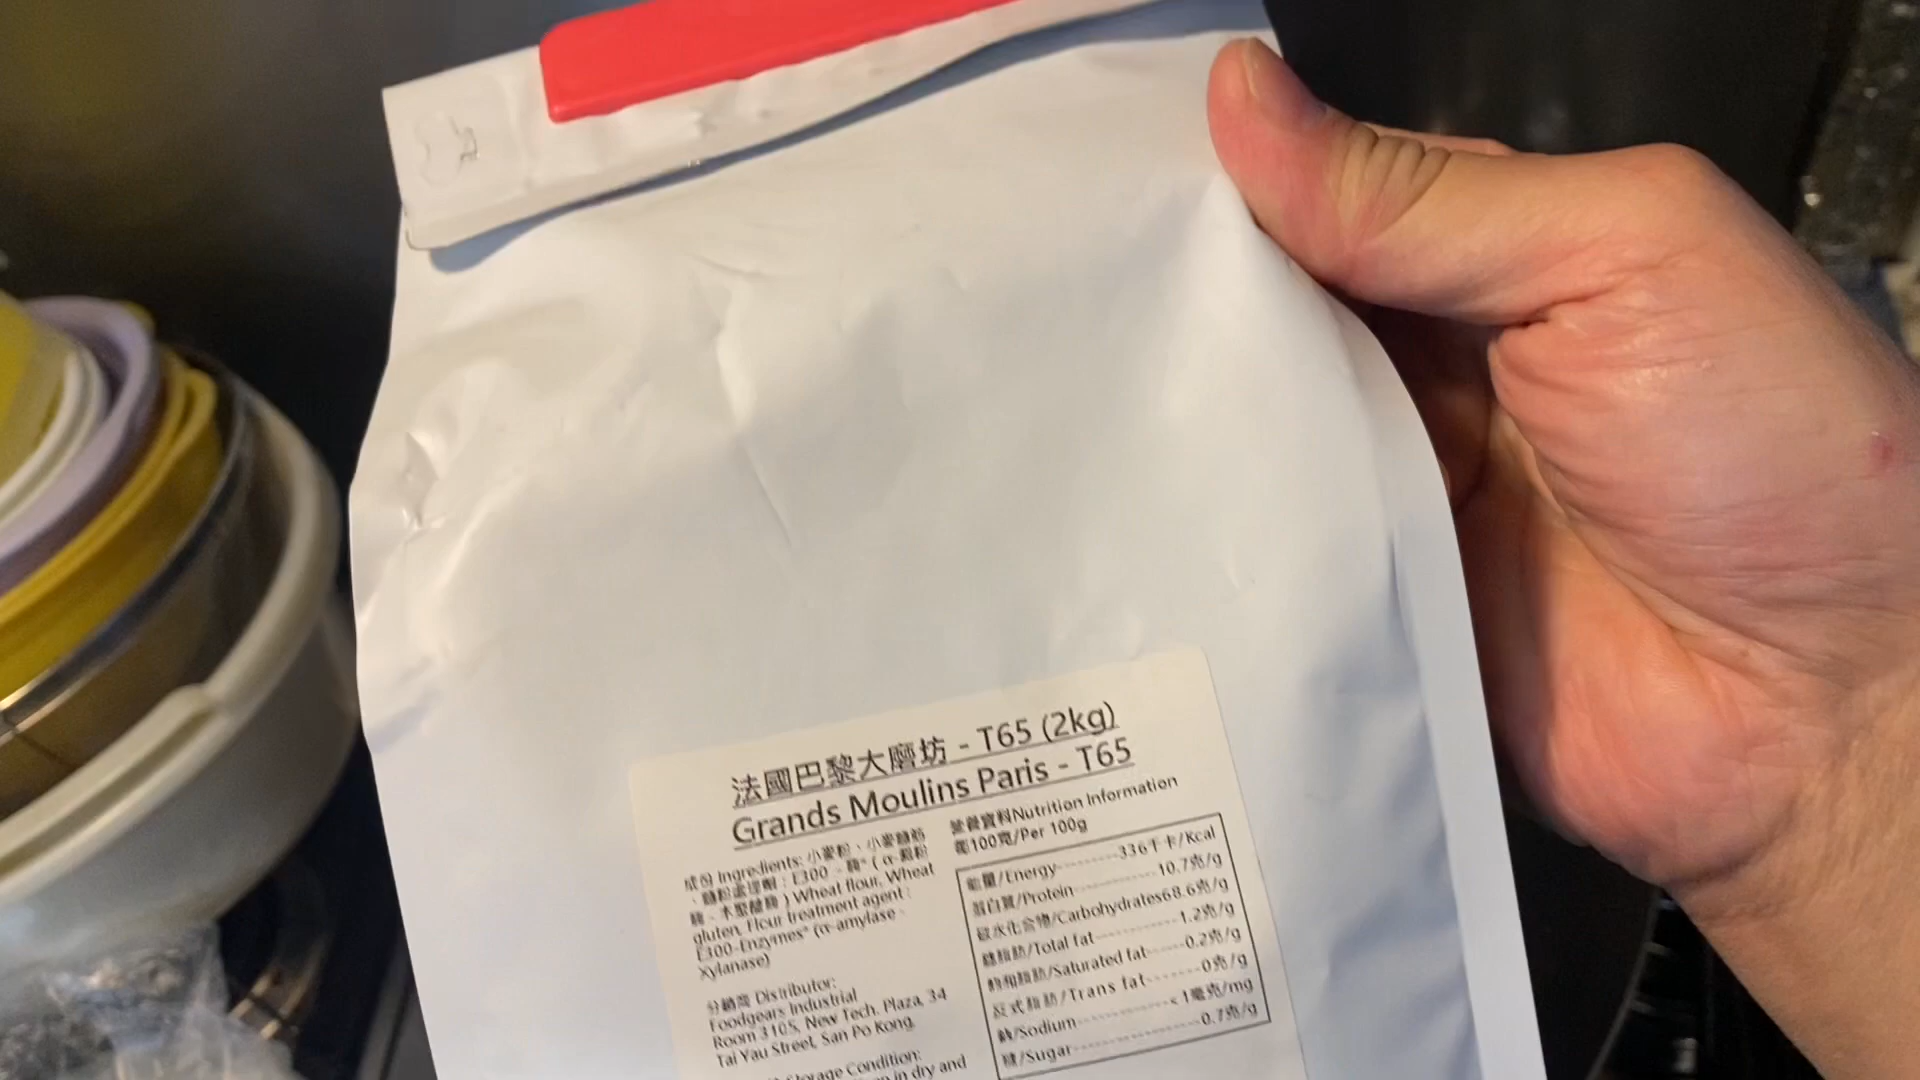 法國巴黎大磨坊 - T65 (2kg)
Grands Moulins Paris - T65
成份 Ingredients: 小麥粉、小麥麵筋
、麵粉處理劑：E300、酶* ( α-澱粉
酶、木聚醣酶 ) Wheat flour, Wheat
gluten, Flour treatment agent :
E300-Enzymes* (α-amylase 、
Xylanase)
分銷商 Distributor:
Foodgears Industrial
Room 3105, New Tech. Plaza, 34
Tai Yau Street, San Po Kong
Storage Condition:
in dry and
營養資料Nutrition Information
每100克/Per 100g
能量/Energy---------336千卡/Kcal
蛋白質/Protein-------------10.7克/g
碳水化合物/Carbohydrates68.6克/g
總脂肪/Total fat-------------1.2克/g
飽和脂肪/Saturated fat------0.2克/g
反式脂肪/Trans fat--------0克/g
鈉/Sodium---------------<1毫克/mg
糖/Sugar-------------------0.7克/g